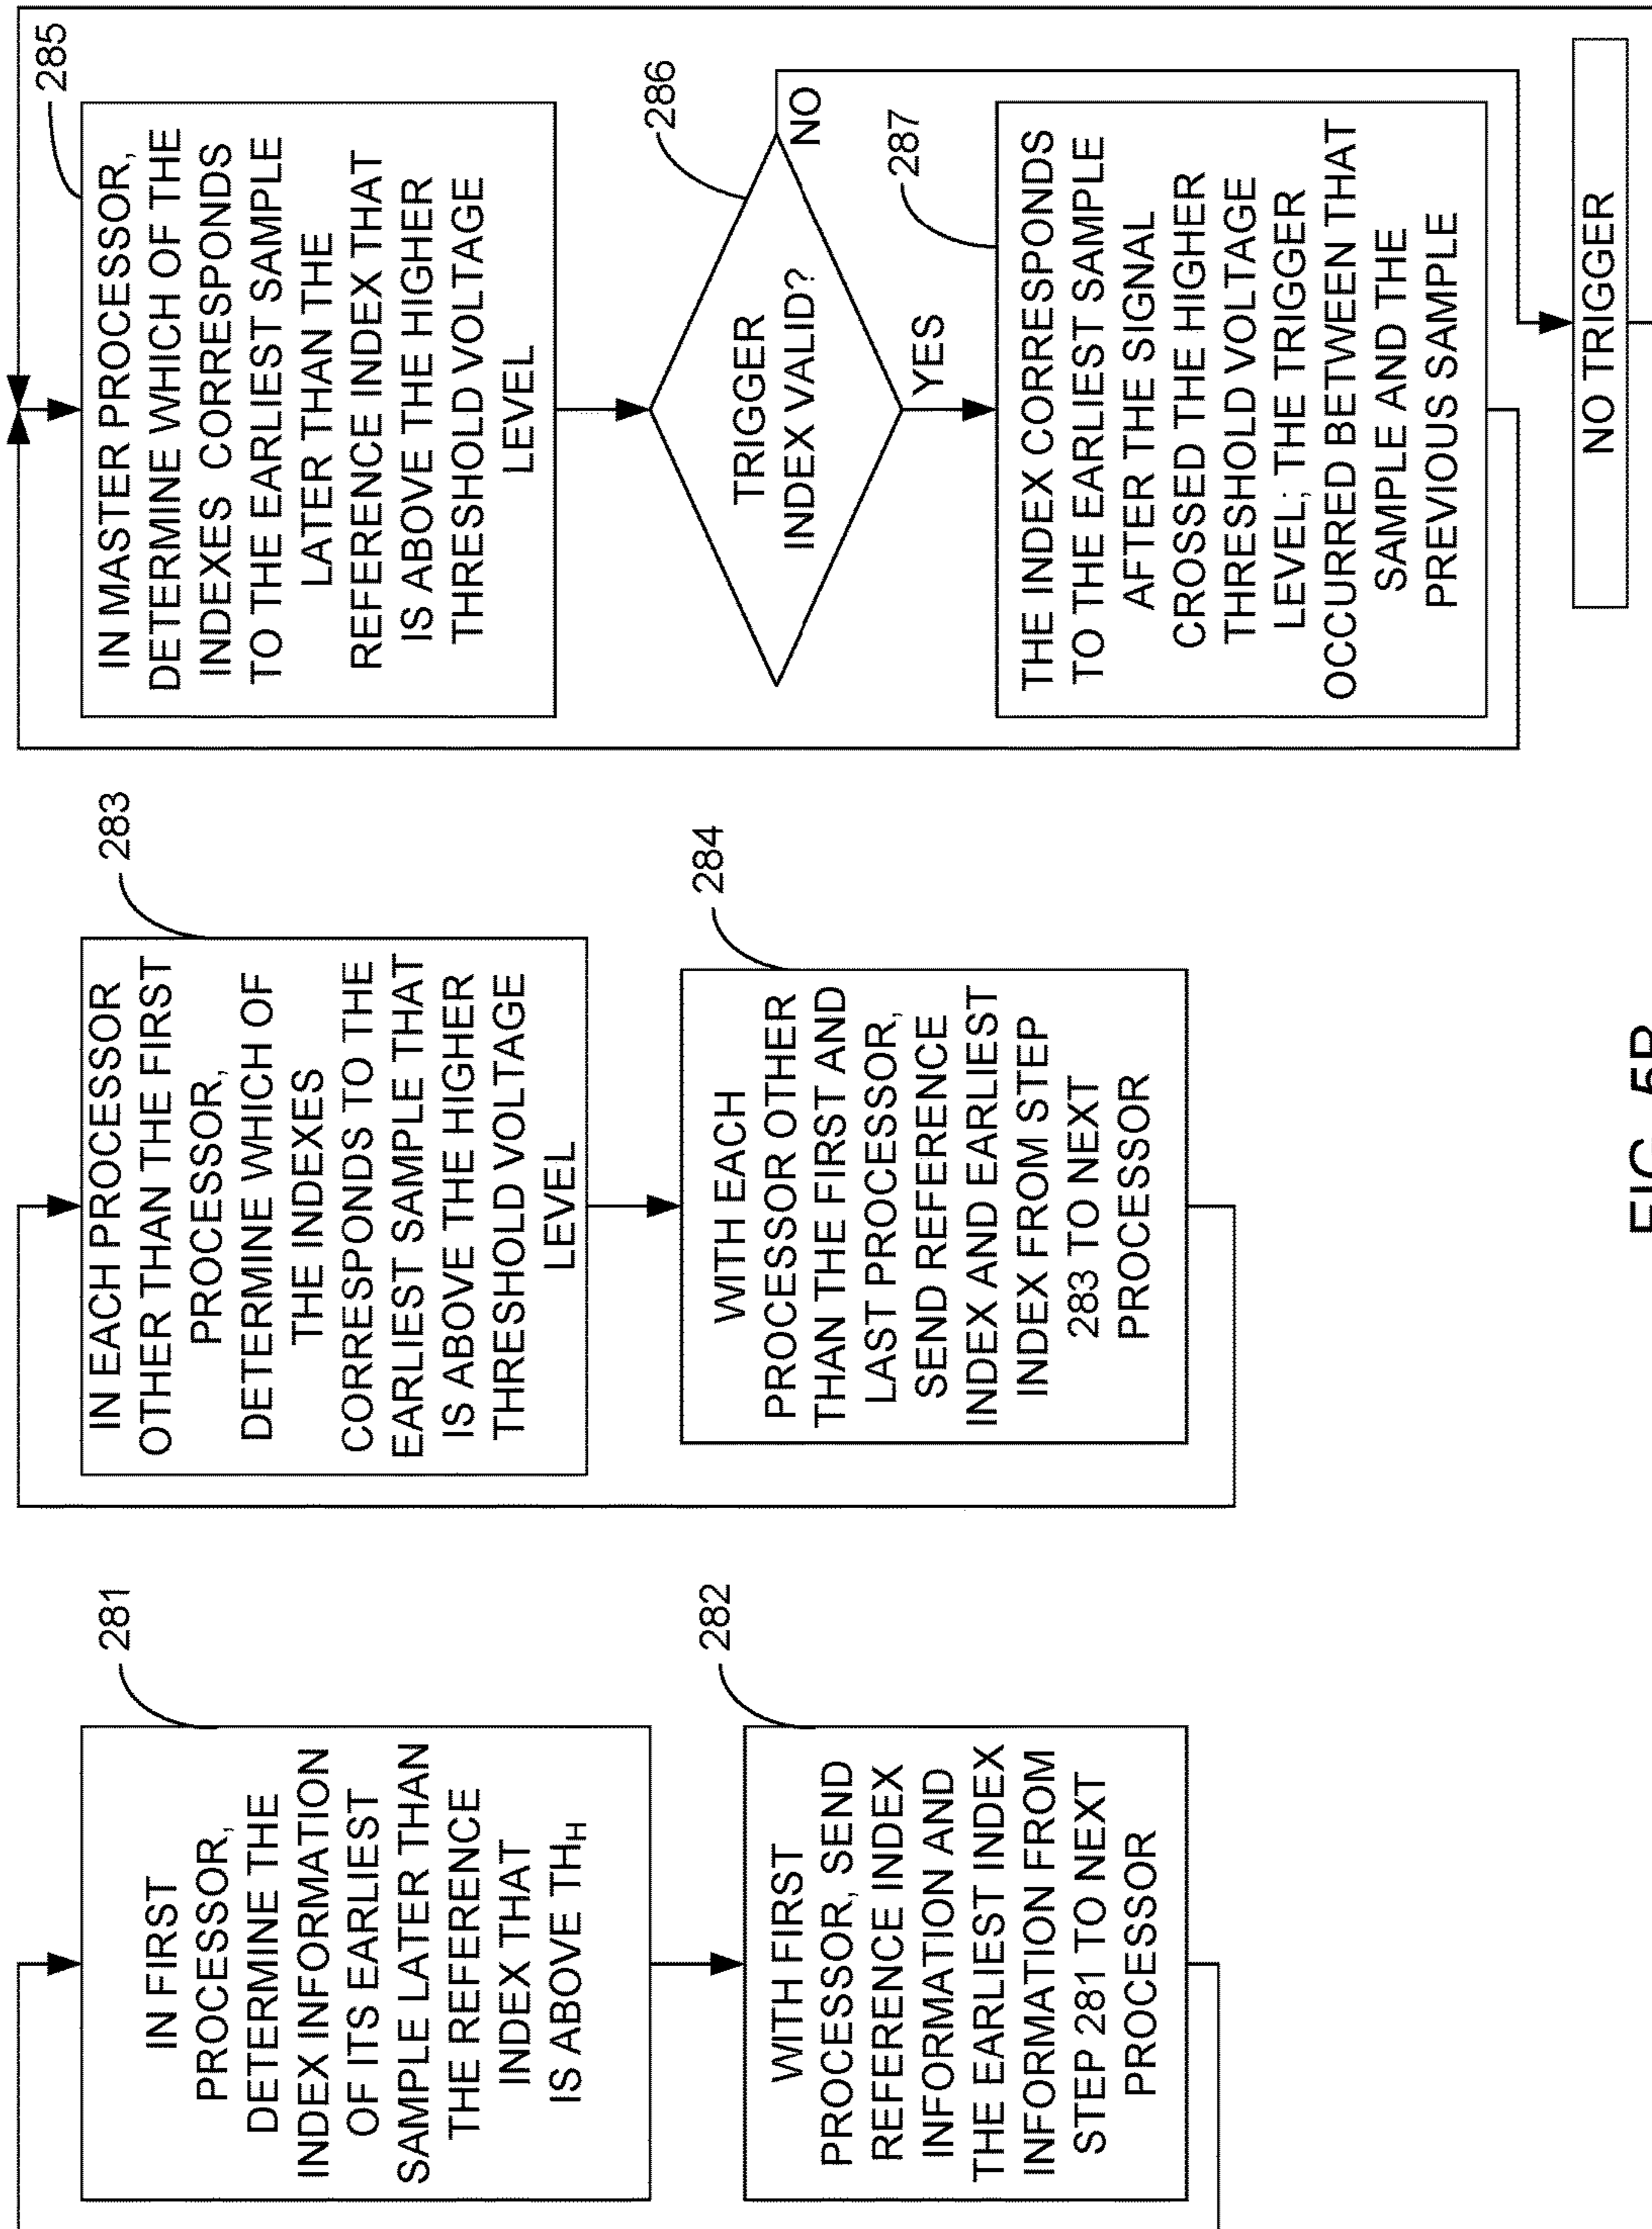 281
IN FIRST
PROCESSOR,
DETERMINE THE
INDEX INFORMATION
OF ITS EARLIEST
SAMPLE LATER THAN
THE REFERENCE
INDEX THAT
IS ABOVE THH
282
WITH FIRST
PROCESSOR, SEND
REFERENCE INDEX
INFORMATION AND
THE EARLIEST INDEX
INFORMATION FROM
STEP 281 TO NEXT
PROCESSOR
283
IN EACH PROCESSOR
OTHER THAN THE FIRST
PROCESSOR,
DETERMINE WHICH OF
THE INDEXES
CORRESPONDS TO THE
EARLIEST SAMPLE THAT
IS ABOVE THE HIGHER
THRESHOLD VOLTAGE
LEVEL
284
WITH EACH
PROCESSOR OTHER
THAN THE FIRST AND
LAST PROCESSOR,
SEND REFERENCE
INDEX AND EARLIEST
INDEX FROM STEP
283 TO NEXT
PROCESSOR
285
IN MASTER PROCESSOR,
DETERMINE WHICH OF THE
INDEXES CORRESPONDS
TO THE EARLIEST SAMPLE
LATER THAN THE
REFERENCE INDEX THAT
IS ABOVE THE HIGHER
THRESHOLD VOLTAGE
LEVEL
286
TRIGGER
INDEX VALID?
NO
YES
287
THE INDEX CORRESPONDS
TO THE EARLIEST SAMPLE
AFTER THE SIGNAL
CROSSED THE HIGHER
THRESHOLD VOLTAGE
LEVEL; THE TRIGGER
OCCURRED BETWEEN THAT
SAMPLE AND THE
PREVIOUS SAMPLE
NO TRIGGER
FIG. 5B